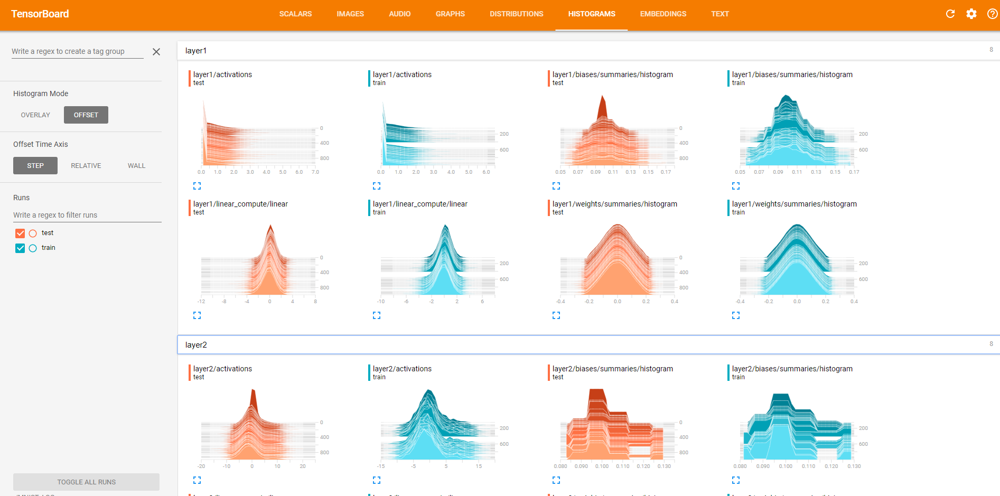 TensorBoard
SCALARS IMAGES AUDIO GRAPHS DISTRIBUTIONS HISTOGRAMS EMBEDDINGS TEXT
Write a regex to create a tag group
Histogram Mode
OVERLAY OFFSET
Offset Time Axis
STEP RELATIVE WALL
Runs
Write a regex to filter runs
test
train
TOGGLE ALL RUNS
layer1 8
layer1/activations
test
0 400 800
0.0 1.0 2.0 3.0 4.0 5.0 6.0 7.0
layer1/activations
train
200 600
0.0 1.0 2.0 3.0 4.0 5.0 6.0
layer1/biases/summaries/histogram
test
0 400 800
0.05 0.07 0.09 0.11 0.13 0.15 0.17
layer1/biases/summaries/histogram
train
200 600
0.05 0.07 0.09 0.11 0.13 0.15 0.17
layer1/linear_compute/linear
test
0 400 800
-12 -8 -4 0 4 8
layer1/linear_compute/linear
train
200 600
-10 -6 -2 2 6
layer1/weights/summaries/histogram
test
0 400 800
-0.4 -0.2 0.0 0.2 0.4
layer1/weights/summaries/histogram
train
200 600
-0.4 -0.2 0.0 0.2 0.4
layer2 8
layer2/activations
test
0 400 800
-20 -10 0 10 20
layer2/activations
train
200 600
-15 -5 5 15
layer2/biases/summaries/histogram
test
0 400 800
0.080 0.090 0.100 0.110 0.120 0.130
layer2/biases/summaries/histogram
train
200 600
0.080 0.090 0.100 0.110 0.120 0.130